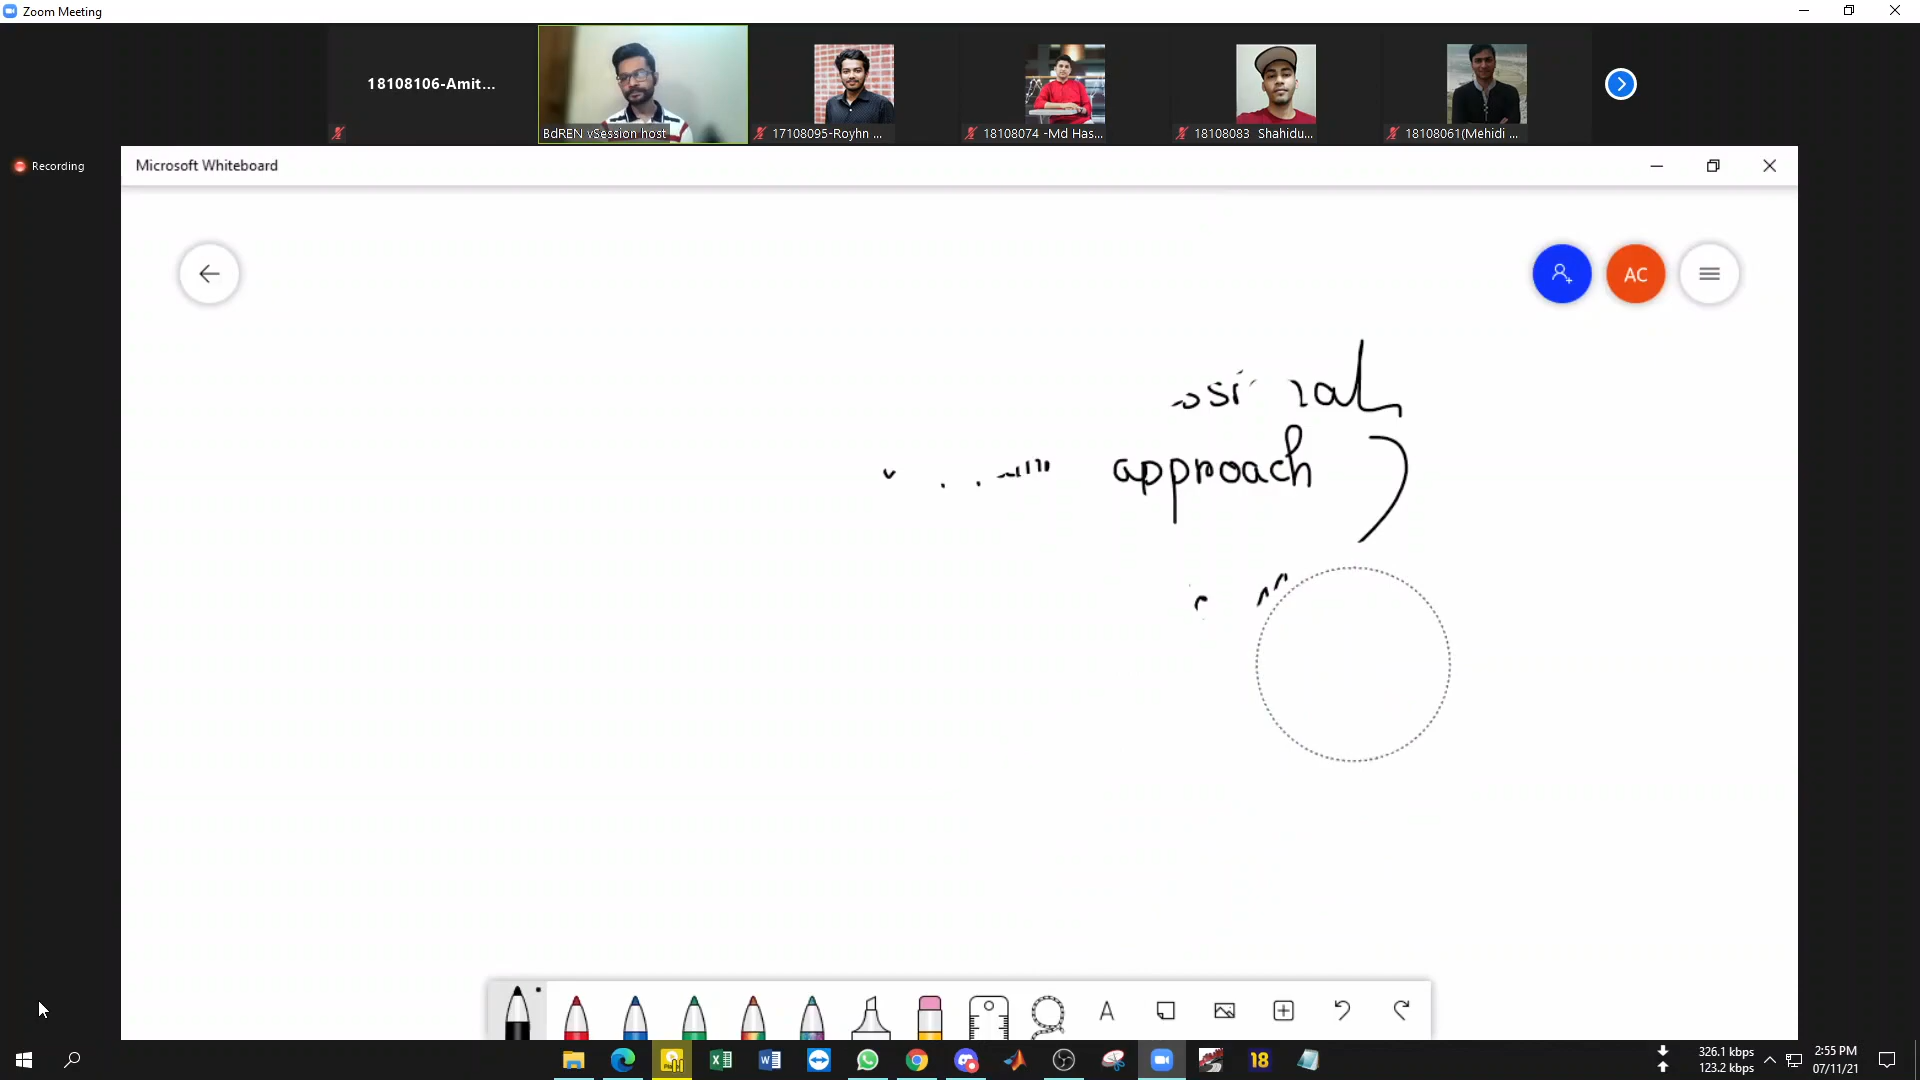 Zoom Meeting
18108106-Amit...
BdREN vSession host
17108095-Royhn ...
18108074 -Md Has...
18108083 Shahidu...
18108061(Mehidi ...
Recording
Microsoft Whiteboard
AC
approach
A
18
326.1 kbps
123.2 kbps
2:55 PM
07/11/21